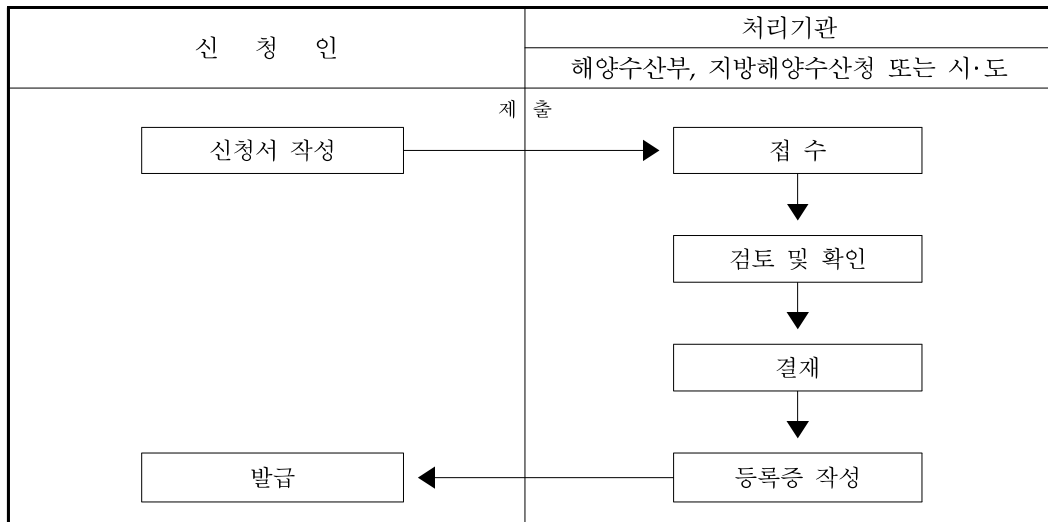 신 청 인
처리기관
해양수산부, 지방해양수산청 또는 시·도
제 출
신청서 작성
접 수
검토 및 확인
결재
발급
등록증 작성